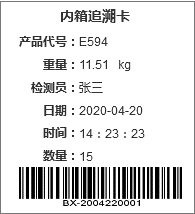 内箱追溯卡
产品代号：E594
重量：11.51 kg
检测员：张三
日期：2020-04-20
时间：14：23：23
数量：15
BX-2004220001